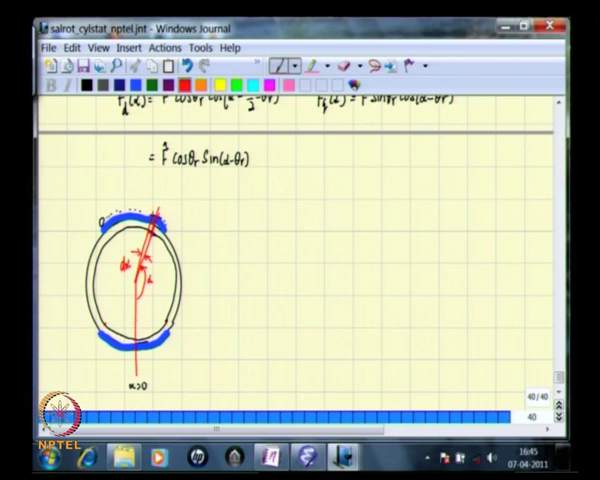 salrot_cylstat_nptel.jnt - Windows Journal
File Edit View Insert Actions Tools Help
B I
= F̂ cosθr Sin(α-θr)
dα
α
α=0
40/40
40
NPTEL
16:45
07-04-2011